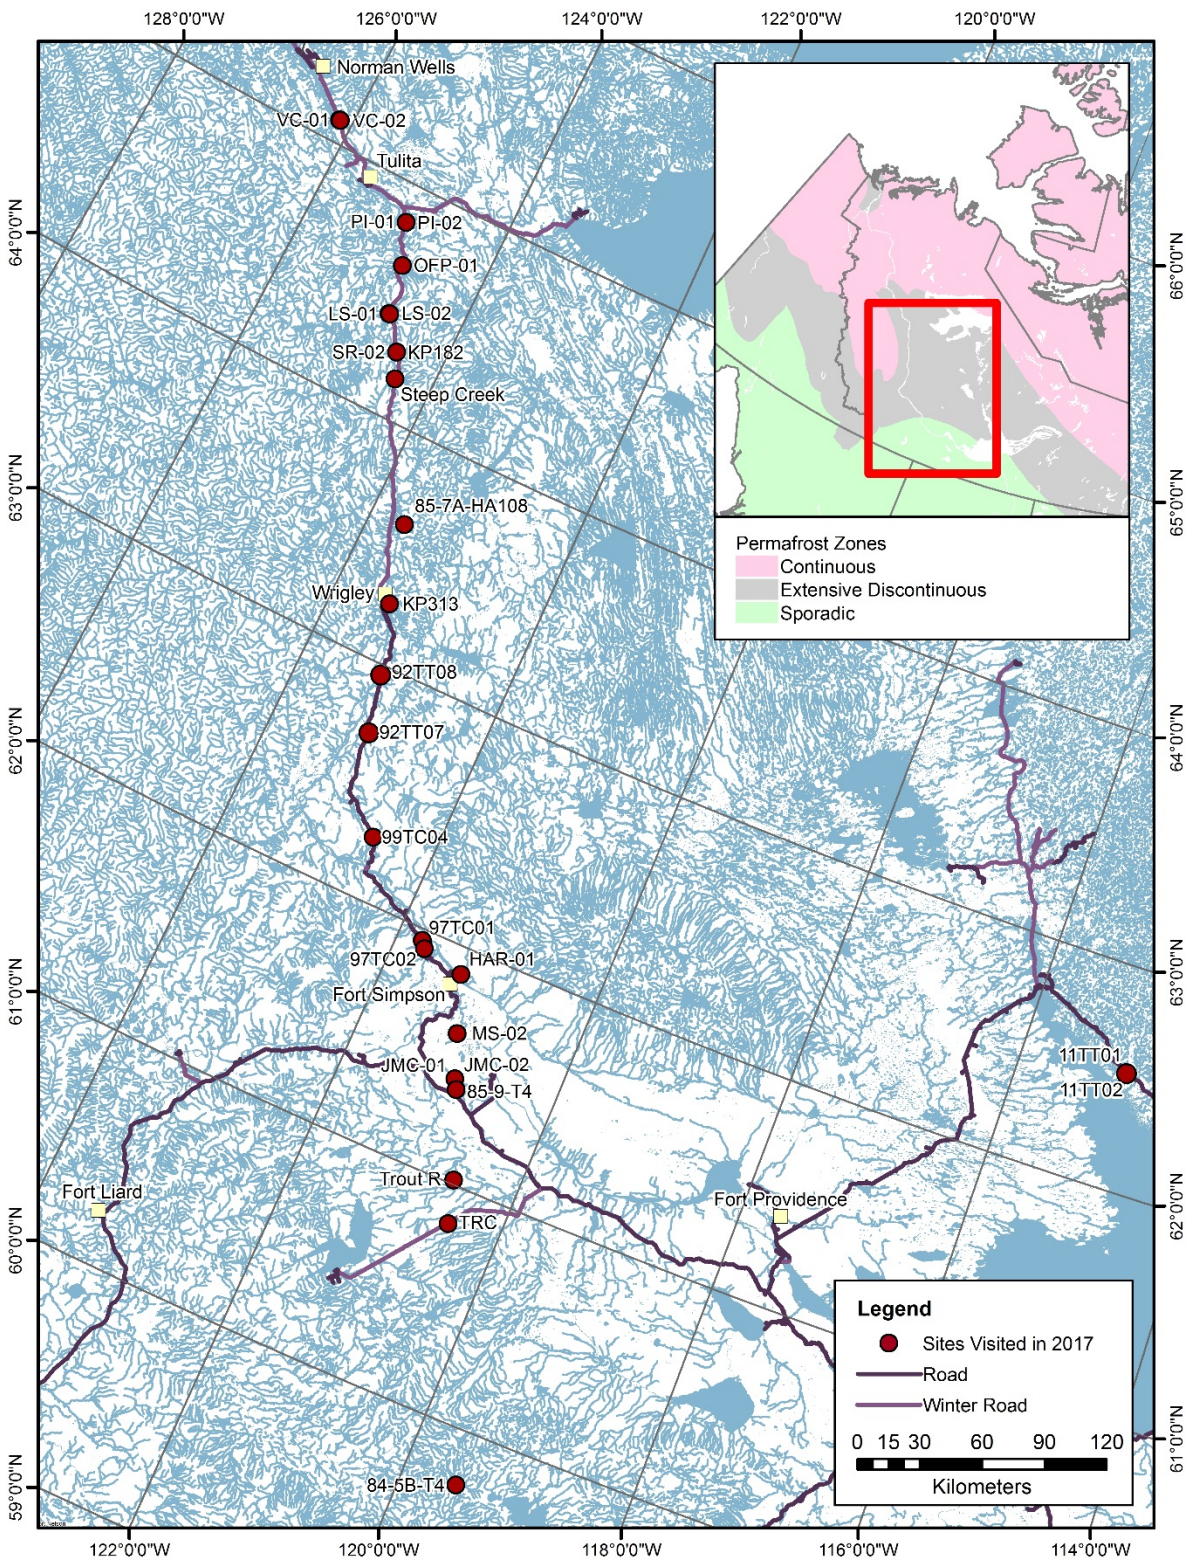 128°0'0"W
126°0'0"W
124°0'0"W
122°0'0"W
120°0'0"W
Norman Wells
VC-01
VC-02
Tulita
64°0'0"N
PI-01
PI-02
OFP-01
66°0'0"N
LS-01
LS-02
SR-02
KP182
Steep Creek
63°0'0"N
85-7A-HA108
65°0'0"N
Permafrost Zones
Continuous
Extensive Discontinuous
Sporadic
Wrigley
KP313
92TT08
62°0'0"N
92TT07
64°0'0"N
99TC04
97TC01
97TC02
HAR-01
63°0'0"N
61°0'0"N
Fort Simpson
MS-02
JMC-01
JMC-02
85-9-T4
11TT01
11TT02
Trout R
Fort Liard
Fort Providence
62°0'0"N
60°0'0"N
TRC
Legend
Sites Visited in 2017
Road
Winter Road
0 15 30 60 90 120
Kilometers
61°0'0"N
59°0'0"N
84-5B-T4
122°0'0"W
120°0'0"W
118°0'0"W
116°0'0"W
114°0'0"W